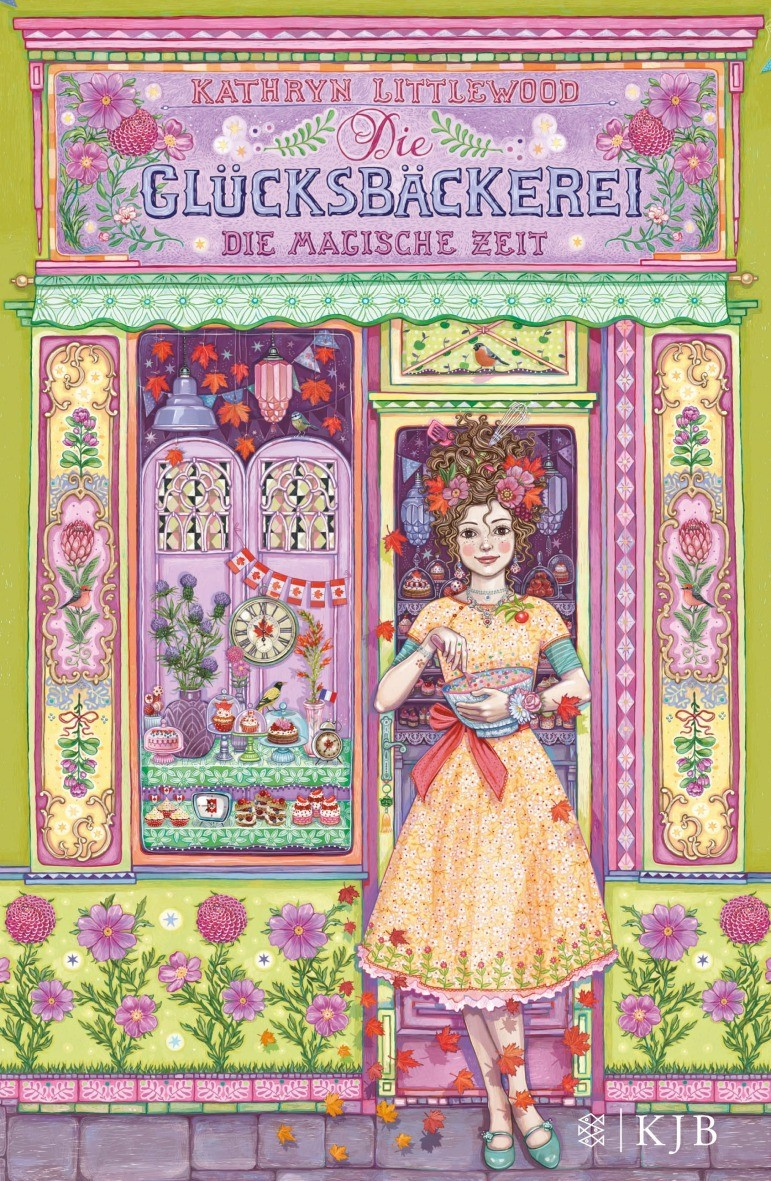 KATHRYN LITTLEWOOD
Die
GLÜCKSBÄCKEREI
DIE MAGISCHE ZEIT
KJB